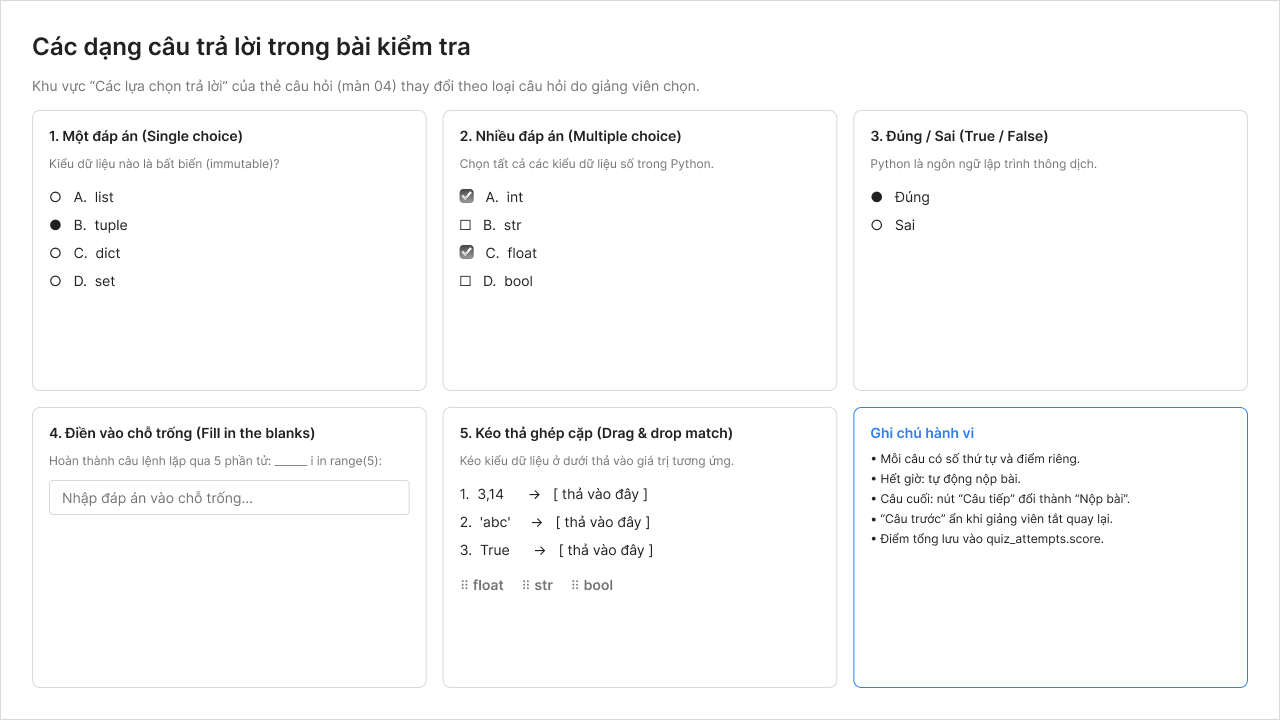 Các dạng câu trả lời trong bài kiểm tra
Khu vực “Các lựa chọn trả lời” của thẻ câu hỏi (màn 04) thay đổi theo loại câu hỏi do giảng viên chọn.
1. Một đáp án (Single choice)
Kiểu dữ liệu nào là bất biến (immutable)?
○ A. list
● B. tuple
○ C. dict
○ D. set
2. Nhiều đáp án (Multiple choice)
Chọn tất cả các kiểu dữ liệu số trong Python.
☑ A. int
☐ B. str
☑ C. float
☐ D. bool
3. Đúng / Sai (True / False)
Python là ngôn ngữ lập trình thông dịch.
● Đúng
○ Sai
4. Điền vào chỗ trống (Fill in the blanks)
Hoàn thành câu lệnh lặp qua 5 phần tử: ______ i in range(5):
Nhập đáp án vào chỗ trống...
5. Kéo thả ghép cặp (Drag & drop match)
Kéo kiểu dữ liệu ở dưới thả vào giá trị tương ứng.
1. 3,14 → [ thả vào đây ]
2. 'abc' → [ thả vào đây ]
3. True → [ thả vào đây ]
⠿ float ⠿ str ⠿ bool
Ghi chú hành vi
• Mỗi câu có số thứ tự và điểm riêng.
• Hết giờ: tự động nộp bài.
• Câu cuối: nút “Câu tiếp” đổi thành “Nộp bài”.
• “Câu trước” ẩn khi giảng viên tắt quay lại.
• Điểm tổng lưu vào quiz_attempts.score.